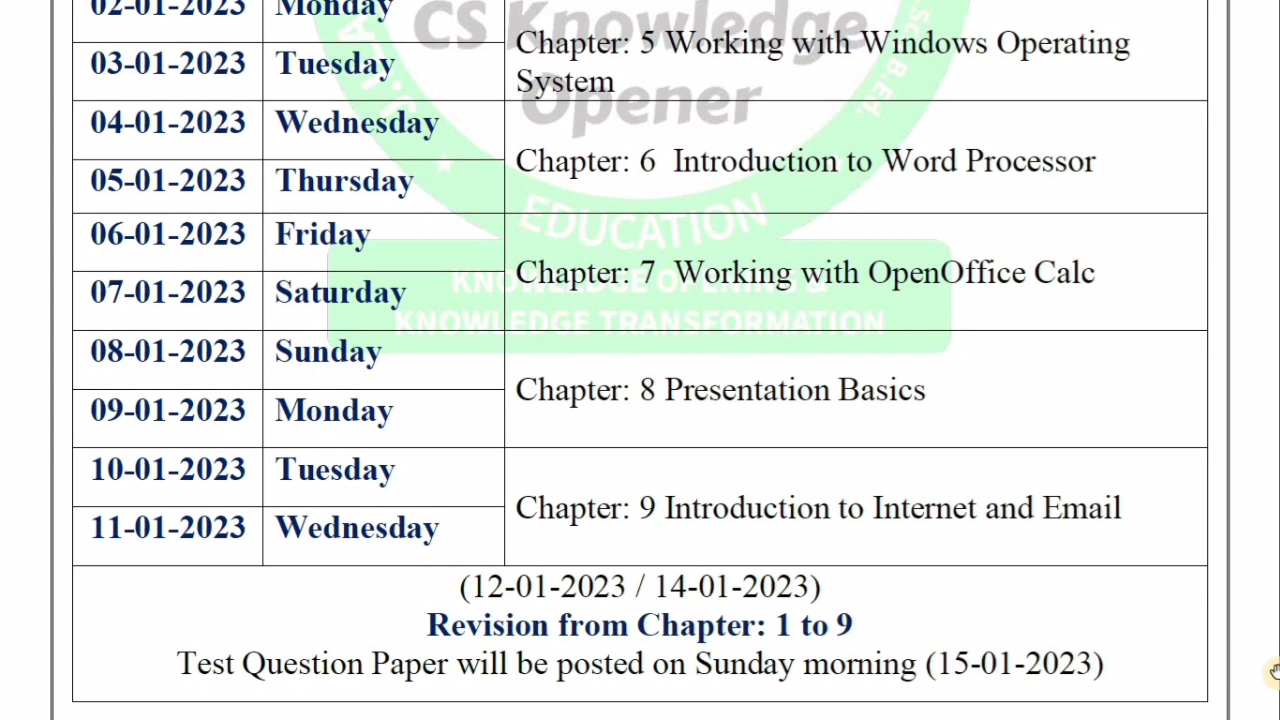 02-01-2023 Monday
03-01-2023 Tuesday
Chapter: 5 Working with Windows Operating
System
04-01-2023 Wednesday
05-01-2023 Thursday
Chapter: 6 Introduction to Word Processor
06-01-2023 Friday
07-01-2023 Saturday
Chapter: 7 Working with OpenOffice Calc
08-01-2023 Sunday
09-01-2023 Monday
Chapter: 8 Presentation Basics
10-01-2023 Tuesday
11-01-2023 Wednesday
Chapter: 9 Introduction to Internet and Email
(12-01-2023 / 14-01-2023)
Revision from Chapter: 1 to 9
Test Question Paper will be posted on Sunday morning (15-01-2023)
CS Knowledge
Opener
B.Ed.
EDUCATION
KNOWLEDGE OPENING &
KNOWLEDGE TRANSFORMATION